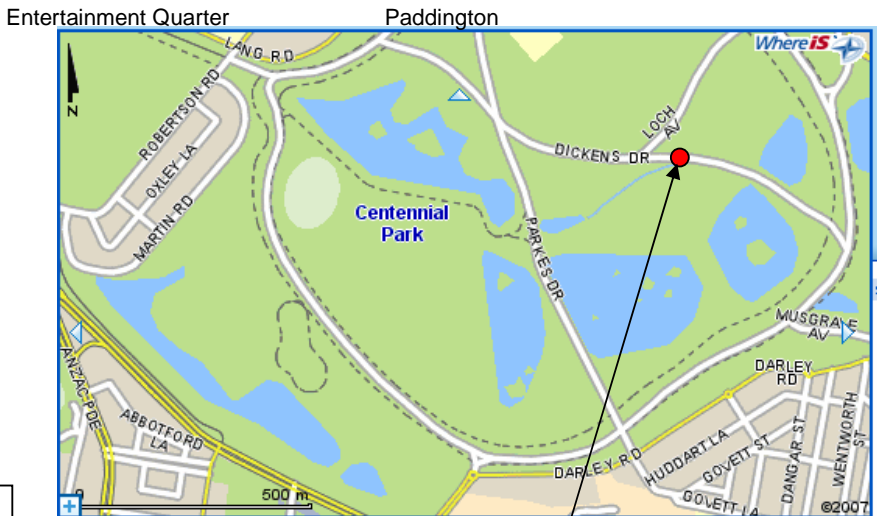 Entertainment Quarter Paddington
WhereiS
LANG RD
N
ROBERTSON RD
OXLEY LA
MARTIN RD
LOCH
AV
DICKENS DR
Centennial
Park
PARKES DR
MUSGRAVE
AV
DARLEY
RD
ANZAC PDE
ABBOTFORD
LA
DARLEY RD
HUDDART LA
GOVETT ST
DANGAR ST
WENTWORTH
ST
GOVETT LA
0 500 m
©2007